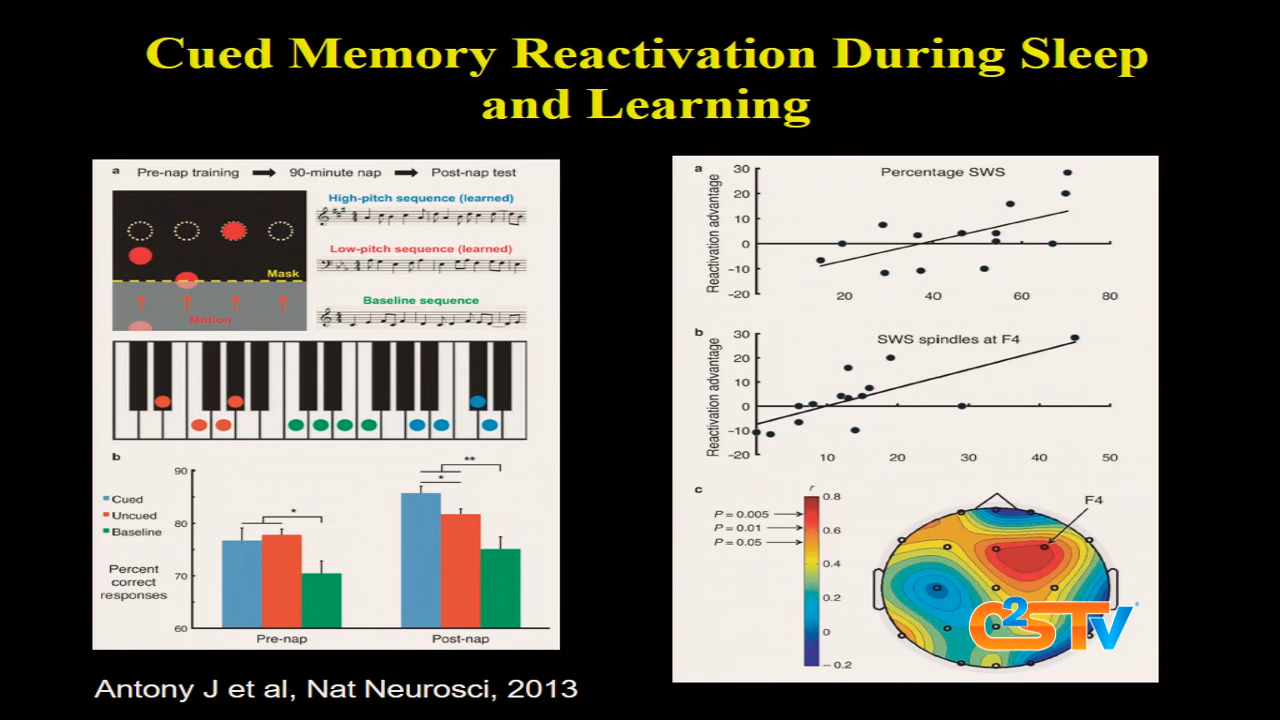 Cued Memory Reactivation During Sleep
and Learning
a Pre-nap training 90-minute nap Post-nap test
High-pitch sequence (learned)
Low-pitch sequence (learned)
Mask
Baseline sequence
Motion
b
90
80
70
60
Cued
Uncued
Baseline
Percent
correct
responses
*
*
**
Pre-nap Post-nap
Antony J et al, Nat Neurosci, 2013
a
Percentage SWS
Reactivation advantage
30
20
10
0
−10
−20
20 40 60 80
b
SWS spindles at F4
Reactivation advantage
30
20
10
0
−10
−20
10 20 30 40 50
c
r
P = 0.005
P = 0.01
P = 0.05
0.8
0.6
0.4
0.2
0
−0.2
F4
C2STv